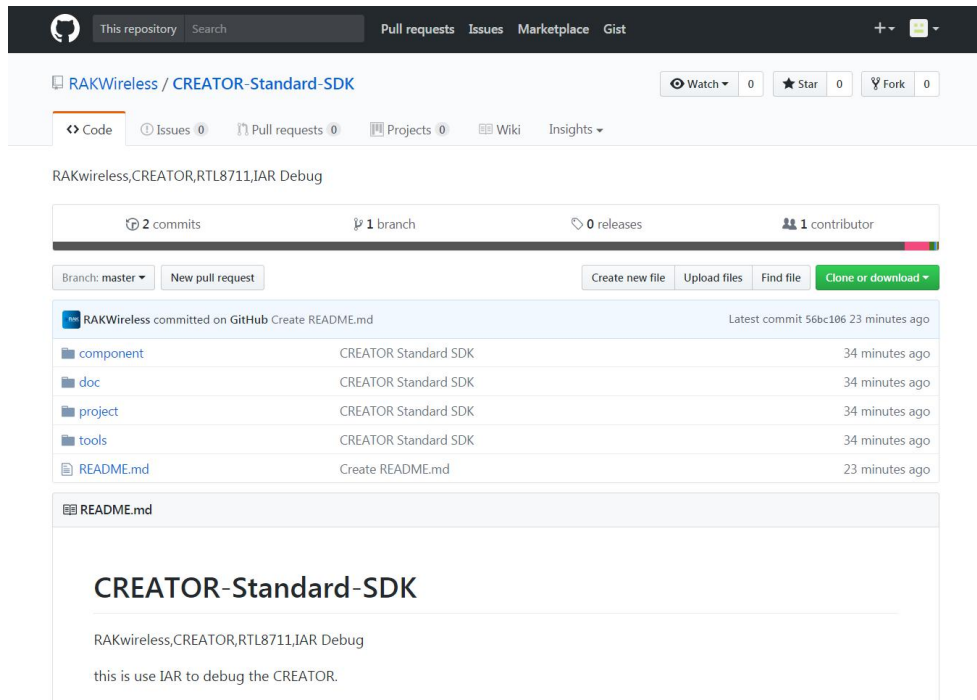 This repository Search Pull requests Issues Marketplace Gist
RAKWireless / CREATOR-Standard-SDK Watch 0 Star 0 Fork 0
Code Issues 0 Pull requests 0 Projects 0 Wiki Insights
RAKwireless,CREATOR,RTL8711,IAR Debug
2 commits 1 branch 0 releases 1 contributor
Branch: master New pull request Create new file Upload files Find file Clone or download
RAKWireless committed on GitHub Create README.md Latest commit 56bc106 23 minutes ago
component CREATOR Standard SDK 34 minutes ago
doc CREATOR Standard SDK 34 minutes ago
project CREATOR Standard SDK 34 minutes ago
tools CREATOR Standard SDK 34 minutes ago
README.md Create README.md 23 minutes ago
README.md
CREATOR-Standard-SDK
RAKwireless,CREATOR,RTL8711,IAR Debug
this is use IAR to debug the CREATOR.